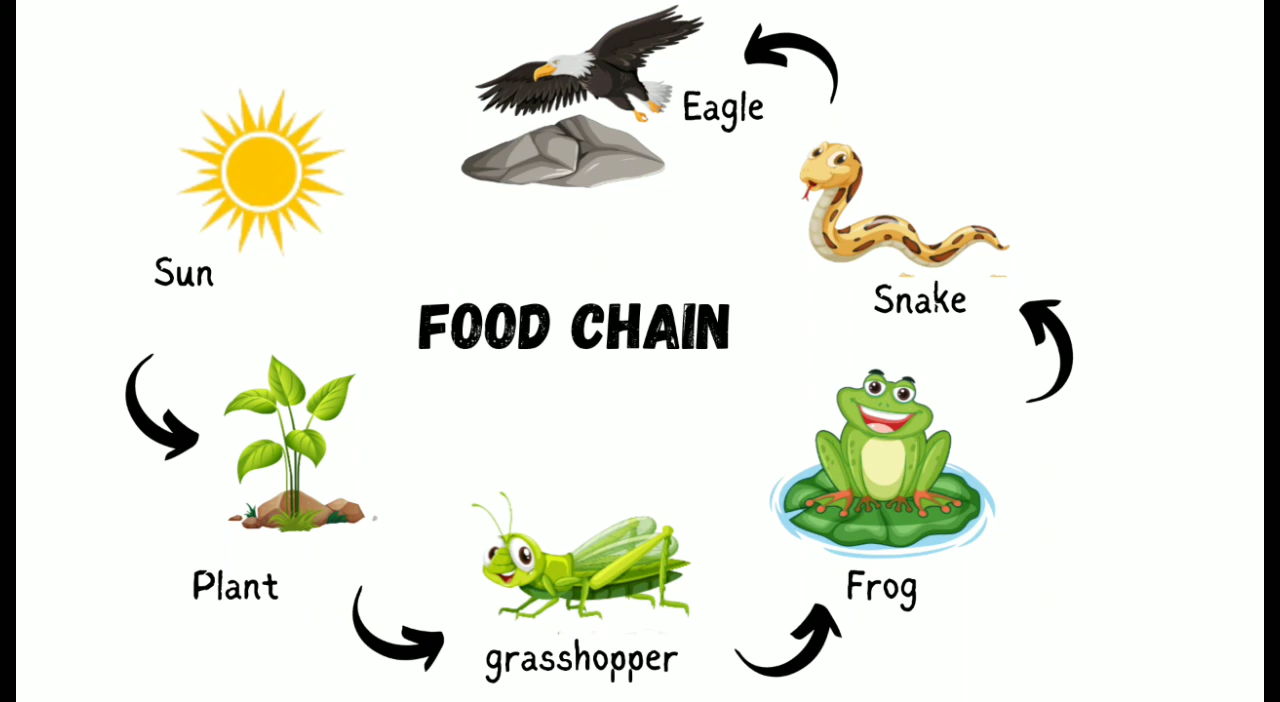 Eagle
Sun
Snake
FOOD CHAIN
Plant
Frog
grasshopper